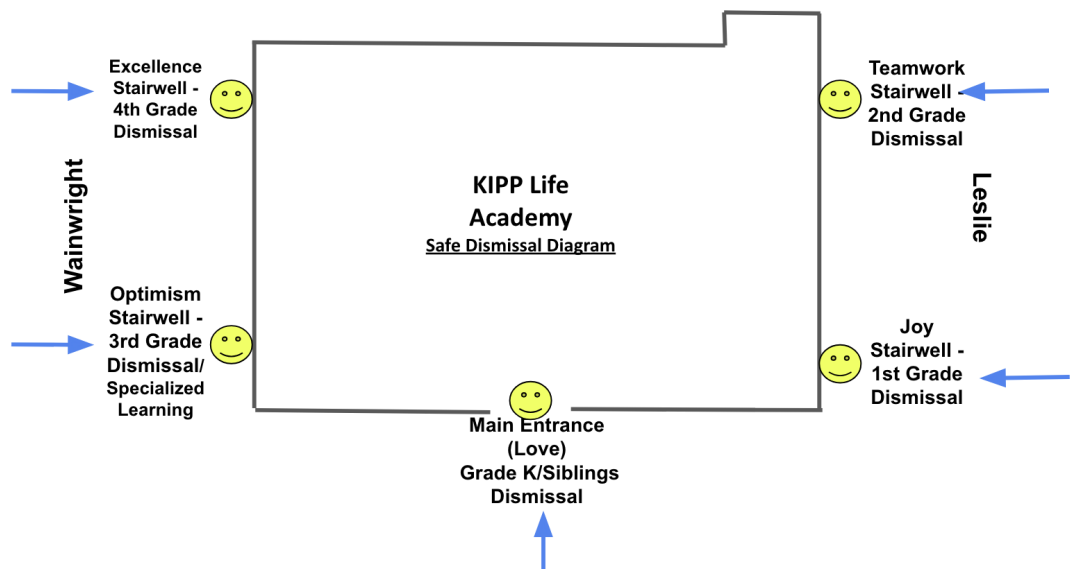 Excellence
Stairwell -
4th Grade
Dismissal
Teamwork
Stairwell -
2nd Grade
Dismissal
Wainwright
KIPP Life
Academy
Safe Dismissal Diagram
Leslie
Optimism
Stairwell -
3rd Grade
Dismissal/
Specialized
Learning
Joy
Stairwell -
1st Grade
Dismissal
Main Entrance
(Love)
Grade K/Siblings
Dismissal